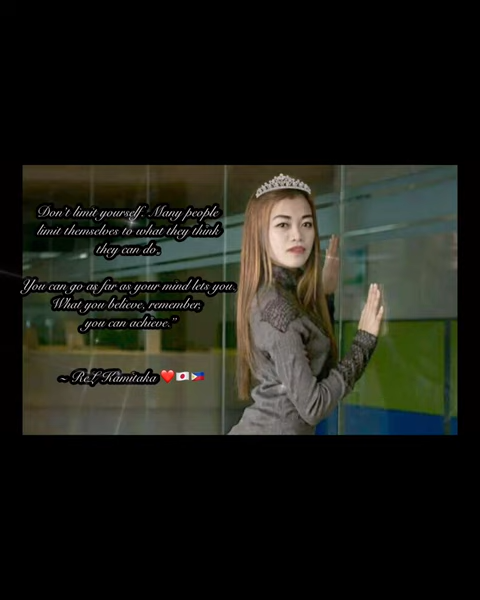 Don't limit yourself. Many people
limit themselves to what they think
they can do.
You can go as far as your mind lets you.
What you believe, remember,
you can achieve."
~ ReL Kamitaka ❤️🇯🇵🇵🇭